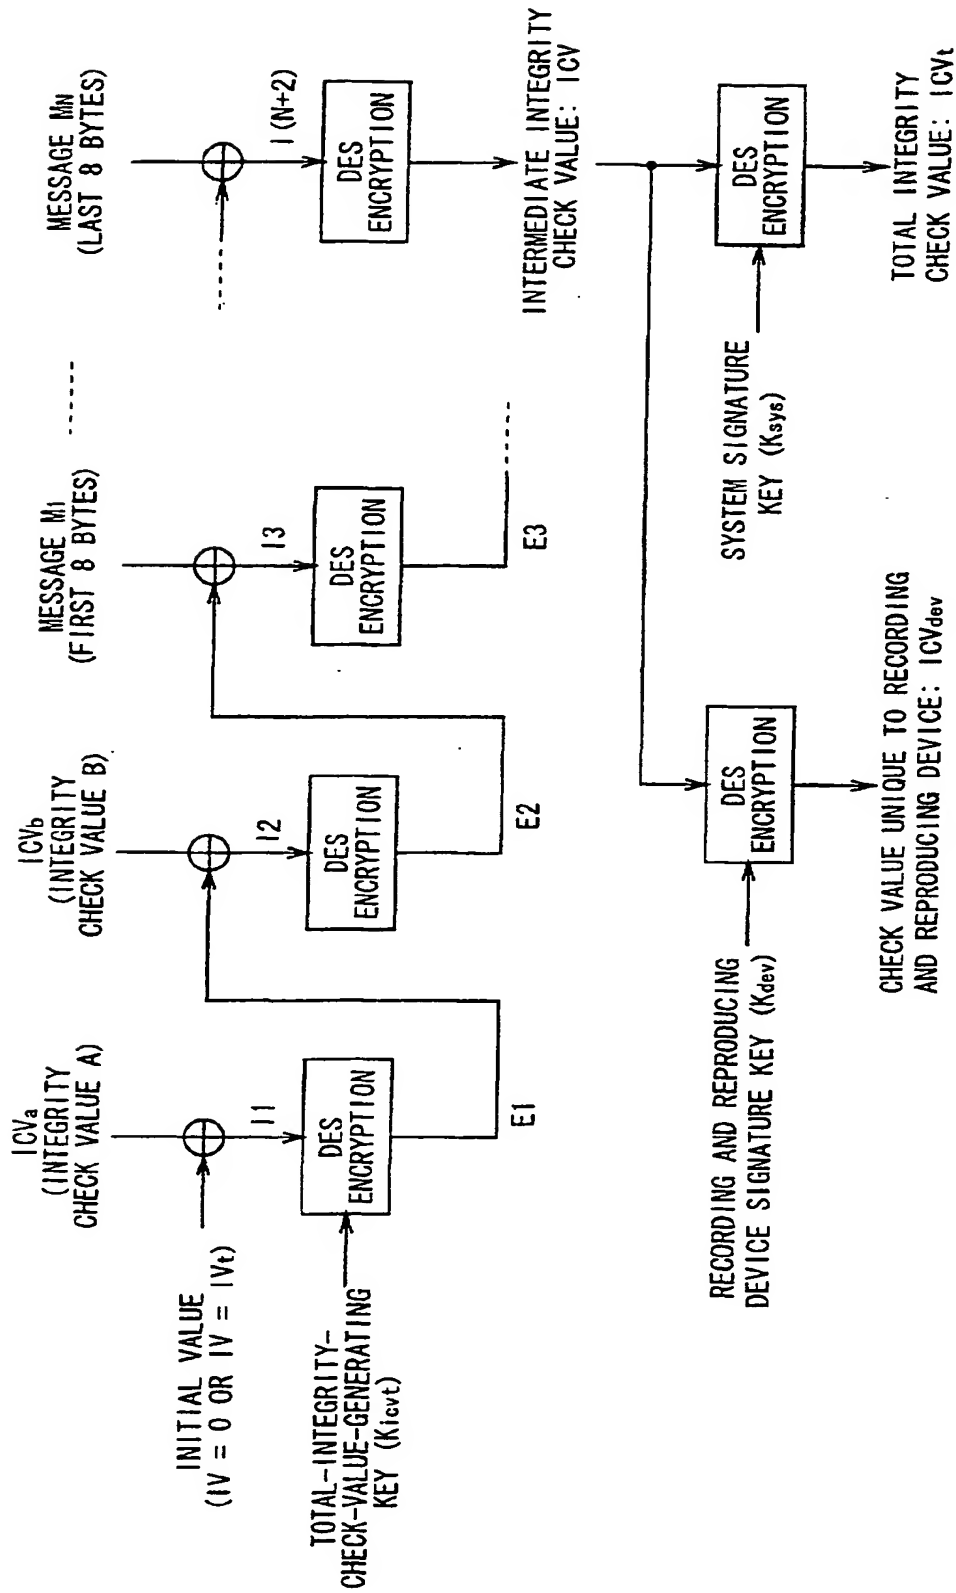 ICVa
(INTEGRITY
CHECK VALUE A)
ICVb
(INTEGRITY
CHECK VALUE B)
MESSAGE M1
(FIRST 8 BYTES)
MESSAGE MN
(LAST 8 BYTES)
INITIAL VALUE
(IV = 0 OR IV = IVt)
I1
I2
I3
I (N+2)
TOTAL-INTEGRITY-
CHECK-VALUE-GENERATING
KEY (Kicvt)
DES
ENCRYPTION
DES
ENCRYPTION
DES
ENCRYPTION
DES
ENCRYPTION
E1
E2
E3
INTERMEDIATE INTEGRITY
CHECK VALUE: ICV
RECORDING AND REPRODUCING
DEVICE SIGNATURE KEY (Kdev)
DES
ENCRYPTION
SYSTEM SIGNATURE
KEY (Ksys)
DES
ENCRYPTION
CHECK VALUE UNIQUE TO RECORDING
AND REPRODUCING DEVICE: ICVdev
TOTAL INTEGRITY
CHECK VALUE: ICVt